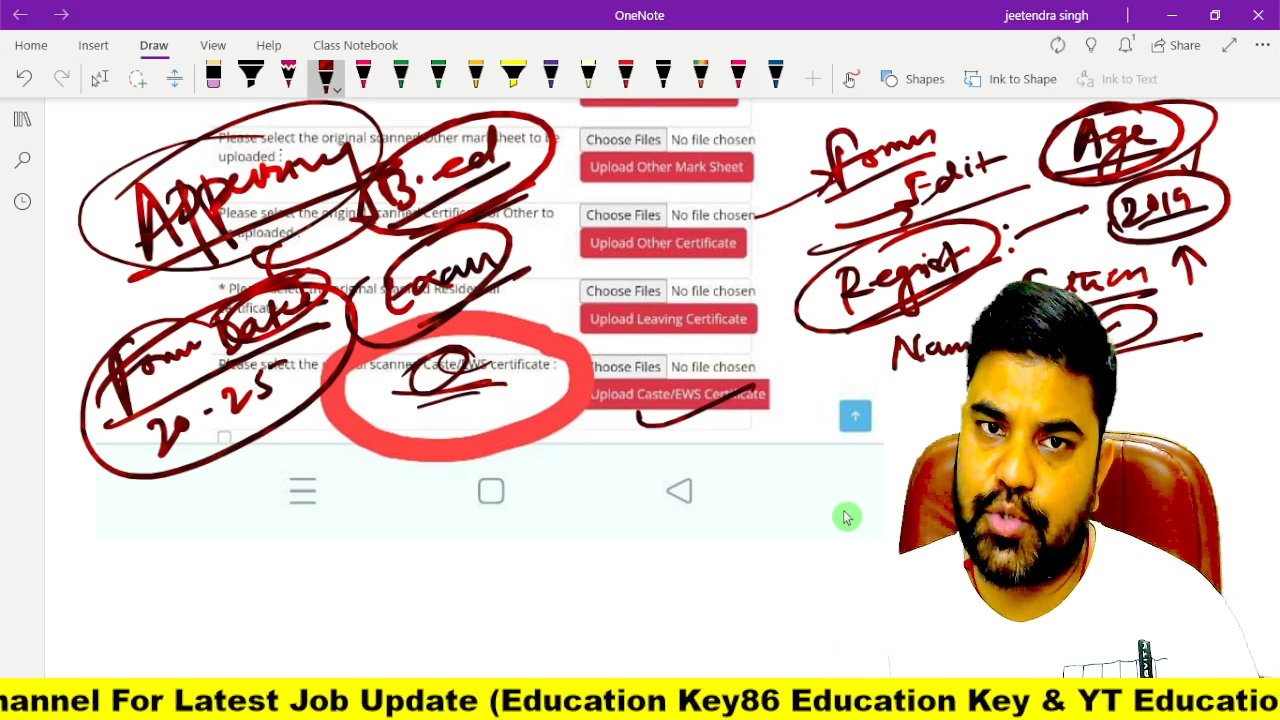 OneNote
jeetendra singh
Home Insert Draw View Help Class Notebook
Share
Shapes Ink to Shape Ink to Text
Please select the original scanned Other mark sheet to be
uploaded :
Choose Files No file chosen
Upload Other Mark Sheet
Please select the original scanned Certificate of Other to
be uploaded :
Choose Files No file chosen
Upload Other Certificate
* Please select the original scanned Residential
Certificate
Choose Files No file chosen
Upload Leaving Certificate
Please select the scanned Caste/EWS certificate :
Choose Files No file chosen
Upload Caste/EWS Certificate
Appearing B.ed
Exam
Form Date
20-25
Form
Edit
Age
2019
Regist :
Nam
hannel For Latest Job Update (Education Key86 Education Key & YT Educatio